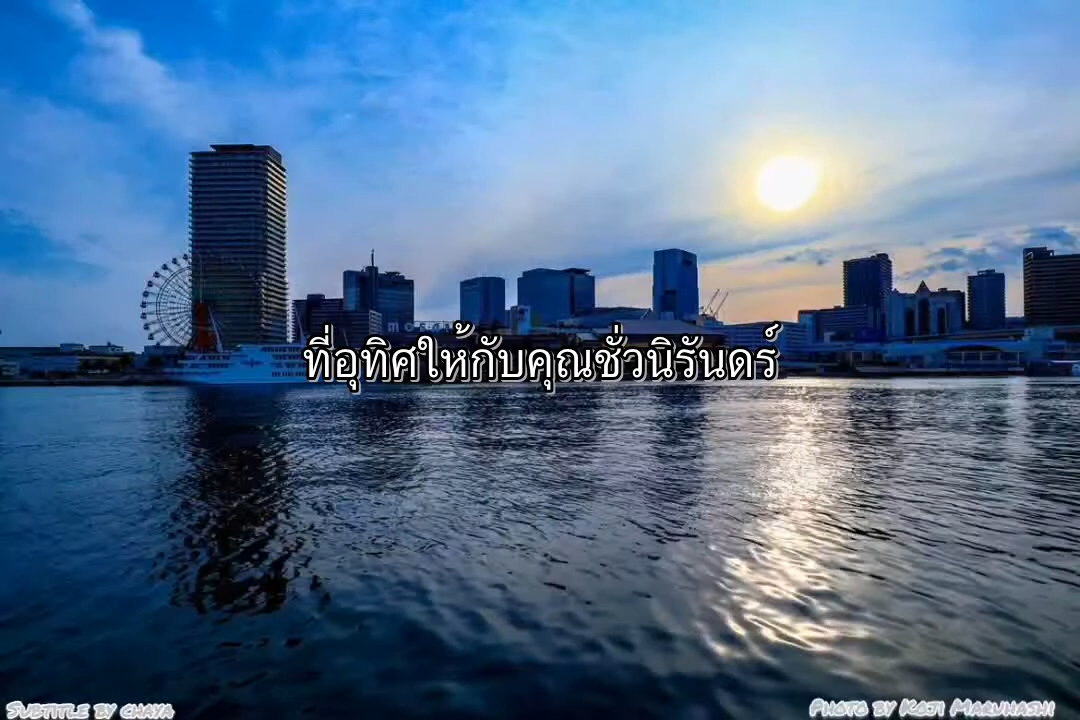 ที่อุทิศให้กับคุณชั่วนิรันดร์
Subtitle by chaya
Photo by Koji Maruhashi